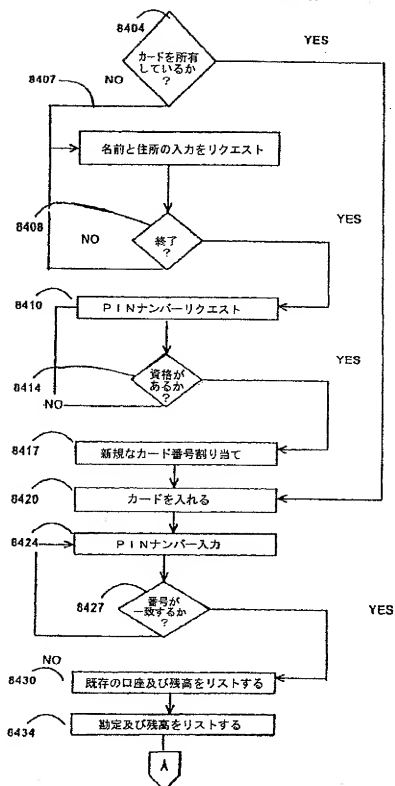 8404
カードを所有
しているか
?
YES
NO
8407
名前と住所の入力をリクエスト
8408
終了
?
NO
YES
8410
PINナンバーリクエスト
8414
資格が
あるか
?
YES
NO
8417
新規なカード番号割り当て
8420
カードを入れる
8424
PINナンバー入力
8427
番号が
一致するか
?
YES
NO
8430
既存の口座及び残高をリストする
8434
勘定及び残高をリストする
A